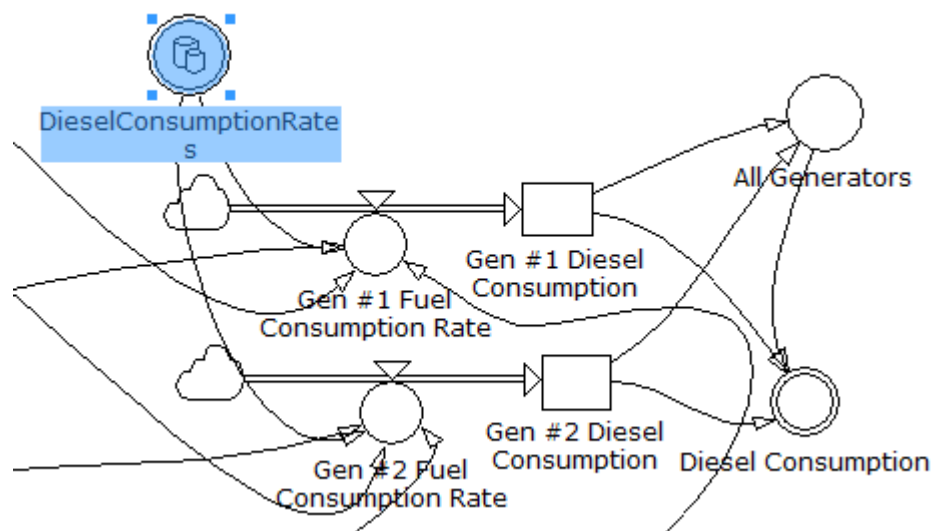 DieselConsumptionRate
s
All Generators
Gen #1 Diesel
Consumption
Gen #1 Fuel
Consumption Rate
Gen #2 Diesel
Consumption
Diesel Consumption
Gen #2 Fuel
Consumption Rate